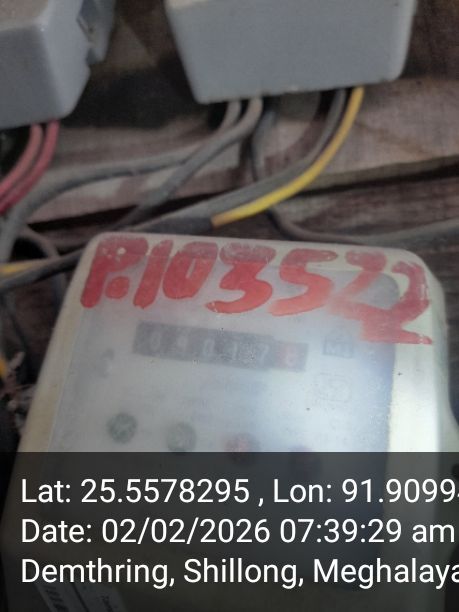 P.103522
Lat: 25.5578295 , Lon: 91.9099
Date: 02/02/2026 07:39:29 am
Demthring, Shillong, Meghalaya